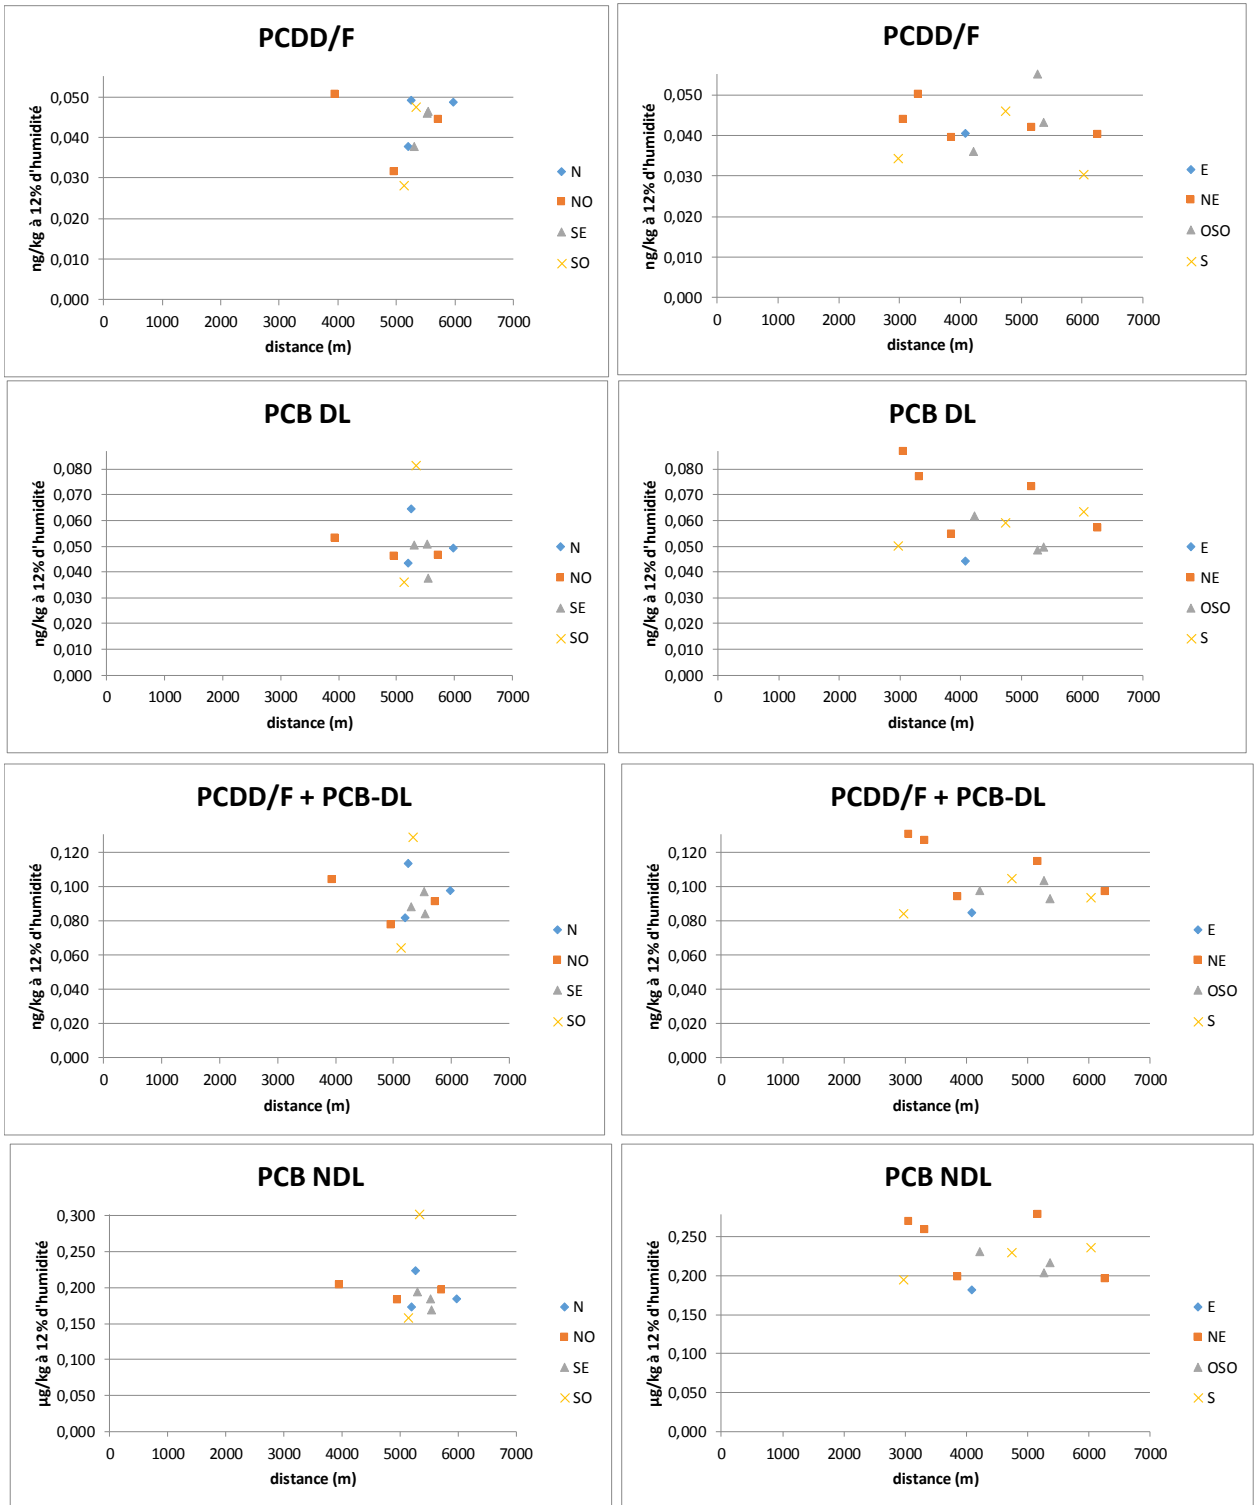 PCDD/F
ng/kg à 12% d'humidité
0,050
0,040
0,030
0,020
0,010
0,000
0 1000 2000 3000 4000 5000 6000 7000
distance (m)
N
NO
SE
SO
PCDD/F
ng/kg à 12% d'humidité
0,050
0,040
0,030
0,020
0,010
0,000
0 1000 2000 3000 4000 5000 6000 7000
distance (m)
E
NE
OSO
S
PCB DL
ng/kg à 12% d'humidité
0,080
0,070
0,060
0,050
0,040
0,030
0,020
0,010
0,000
0 1000 2000 3000 4000 5000 6000 7000
distance (m)
N
NO
SE
SO
PCB DL
ng/kg à 12% d'humidité
0,080
0,070
0,060
0,050
0,040
0,030
0,020
0,010
0,000
0 1000 2000 3000 4000 5000 6000 7000
distance (m)
E
NE
OSO
S
PCDD/F + PCB-DL
ng/kg à 12% d'humidité
0,120
0,100
0,080
0,060
0,040
0,020
0,000
0 1000 2000 3000 4000 5000 6000 7000
distance (m)
N
NO
SE
SO
PCDD/F + PCB-DL
ng/kg à 12% d'humidité
0,120
0,100
0,080
0,060
0,040
0,020
0,000
0 1000 2000 3000 4000 5000 6000 7000
distance (m)
E
NE
OSO
S
PCB NDL
µg/kg à 12% d'humidité
0,300
0,250
0,200
0,150
0,100
0,050
0,000
0 1000 2000 3000 4000 5000 6000 7000
distance (m)
N
NO
SE
SO
PCB NDL
µg/kg à 12% d'humidité
0,250
0,200
0,150
0,100
0,050
0,000
0 1000 2000 3000 4000 5000 6000 7000
distance (m)
E
NE
OSO
S